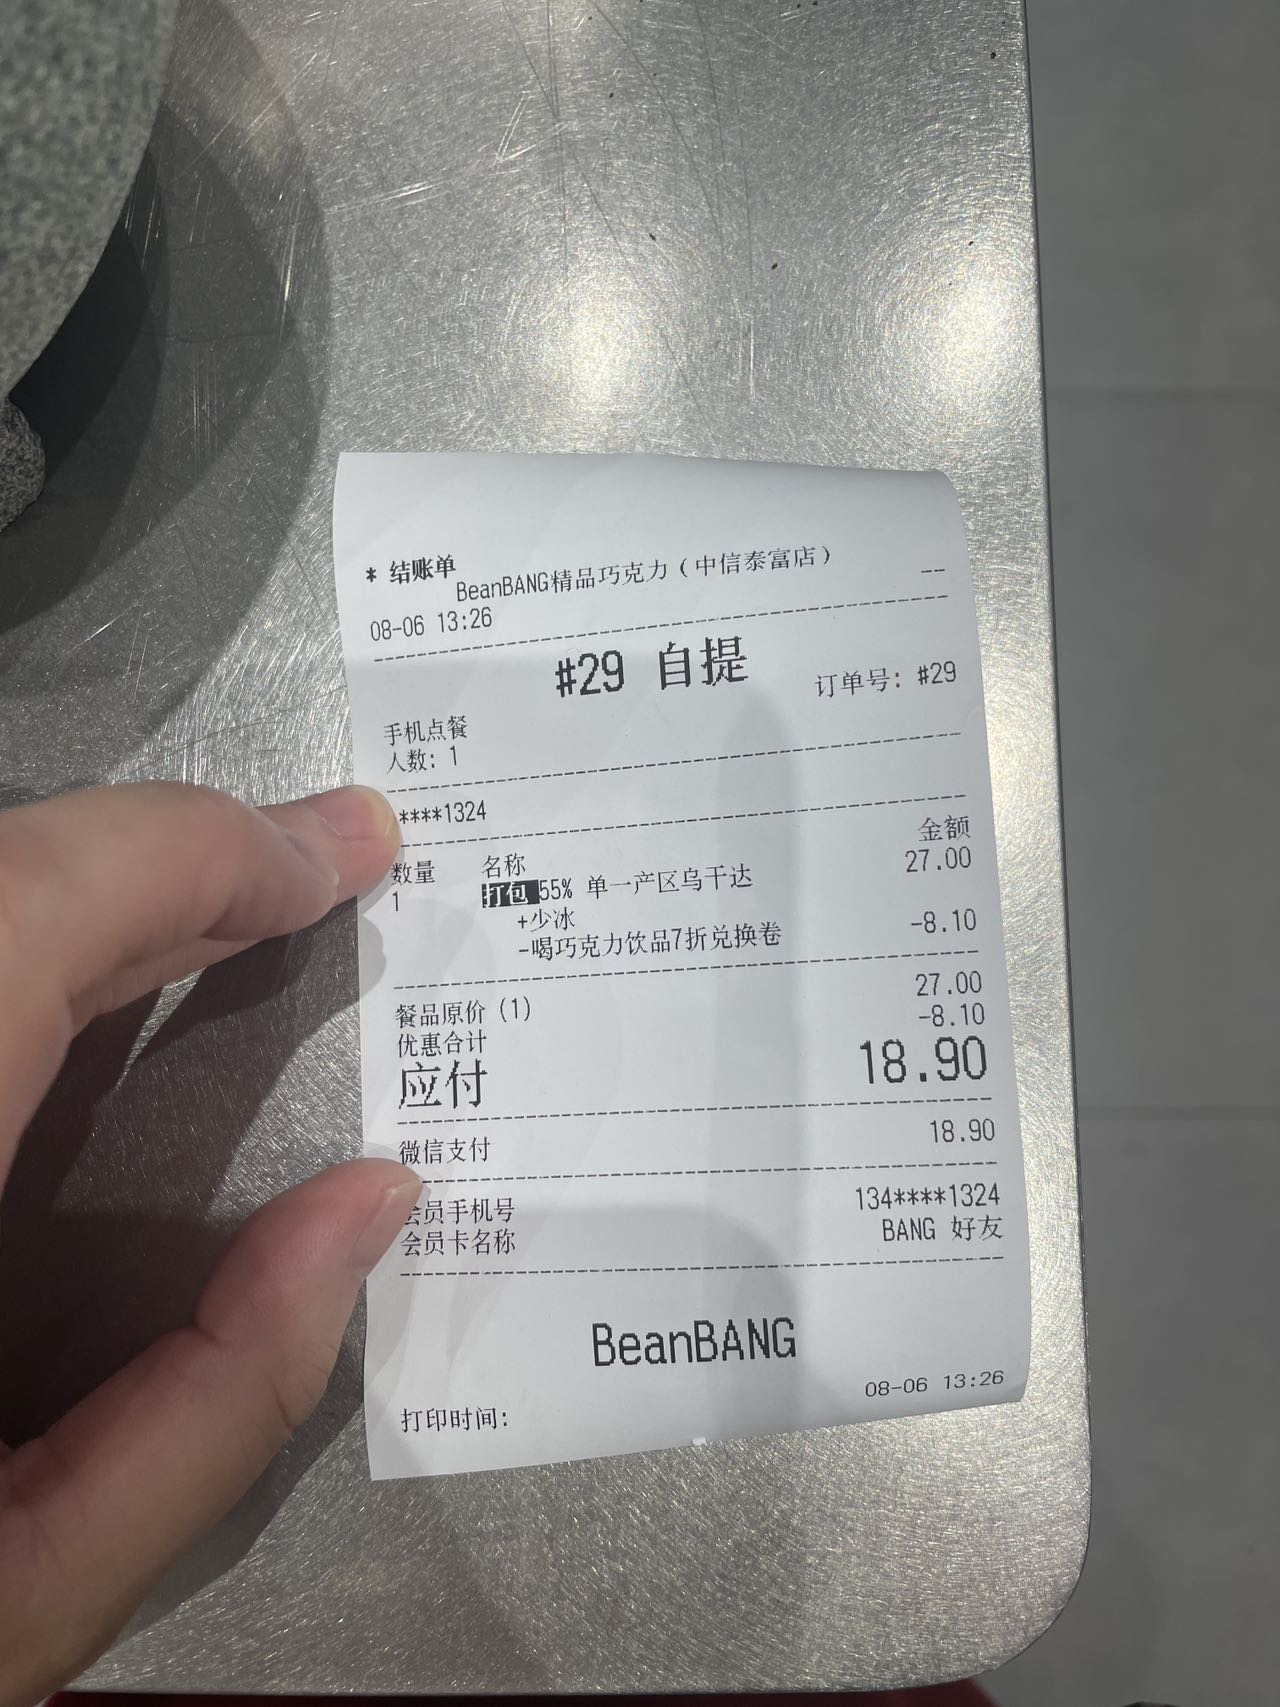 * 结账单
BeanBANG精品巧克力（中信泰富店）
--
08-06 13:26
#29 自提
订单号: #29
手机点餐
人数: 1
****1324
数量 名称 金额
1 打包 55% 单一产区乌干达 27.00
+少冰
-喝巧克力饮品7折兑换卷 -8.10
餐品原价 (1) 27.00
优惠合计 -8.10
应付 18.90
微信支付 18.90
会员手机号 134****1324
会员卡名称 BANG 好友
BeanBANG
打印时间: 08-06 13:26